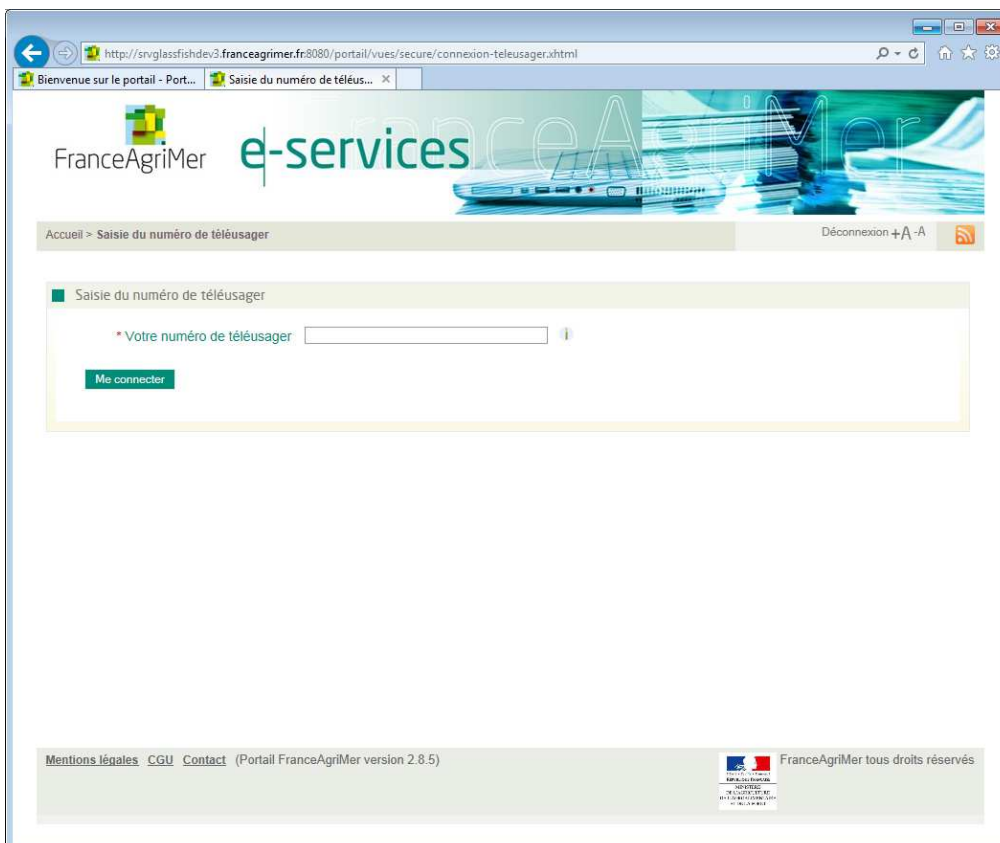 http://srvglassfishdev3.franceagrimer.fr:8080/portail/vues/secure/connexion-teleusager.xhtml
Bienvenue sur le portail - Port...
Saisie du numéro de téléus...
FranceAgriMer
e-services
FranceAgriMer
Accueil > Saisie du numéro de téléusager
Déconnexion +A -A
Saisie du numéro de téléusager
* Votre numéro de téléusager
i
Me connecter
Mentions légales CGU Contact (Portail FranceAgriMer version 2.8.5)
FranceAgriMer tous droits réservés